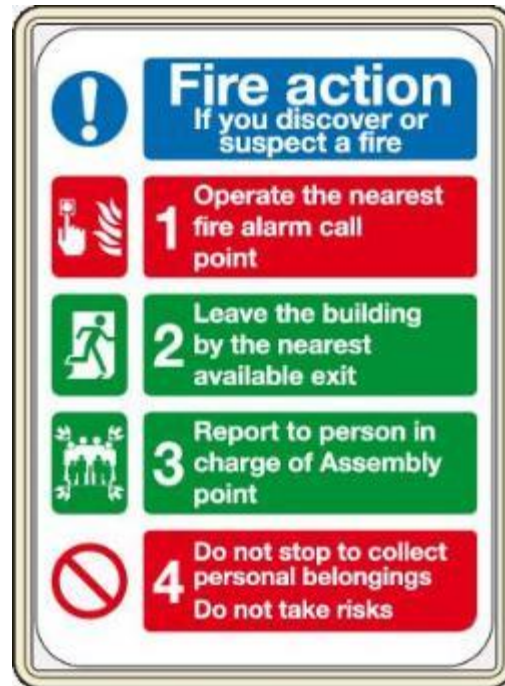 Fire action
If you discover or
suspect a fire
1 Operate the nearest
fire alarm call
point
2 Leave the building
by the nearest
available exit
3 Report to person in
charge of Assembly
point
4 Do not stop to collect
personal belongings
Do not take risks